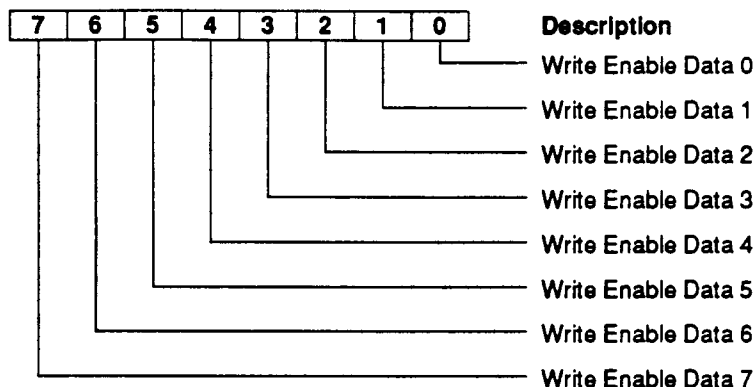 7 6 5 4 3 2 1 0 Description
Write Enable Data 0
Write Enable Data 1
Write Enable Data 2
Write Enable Data 3
Write Enable Data 4
Write Enable Data 5
Write Enable Data 6
Write Enable Data 7